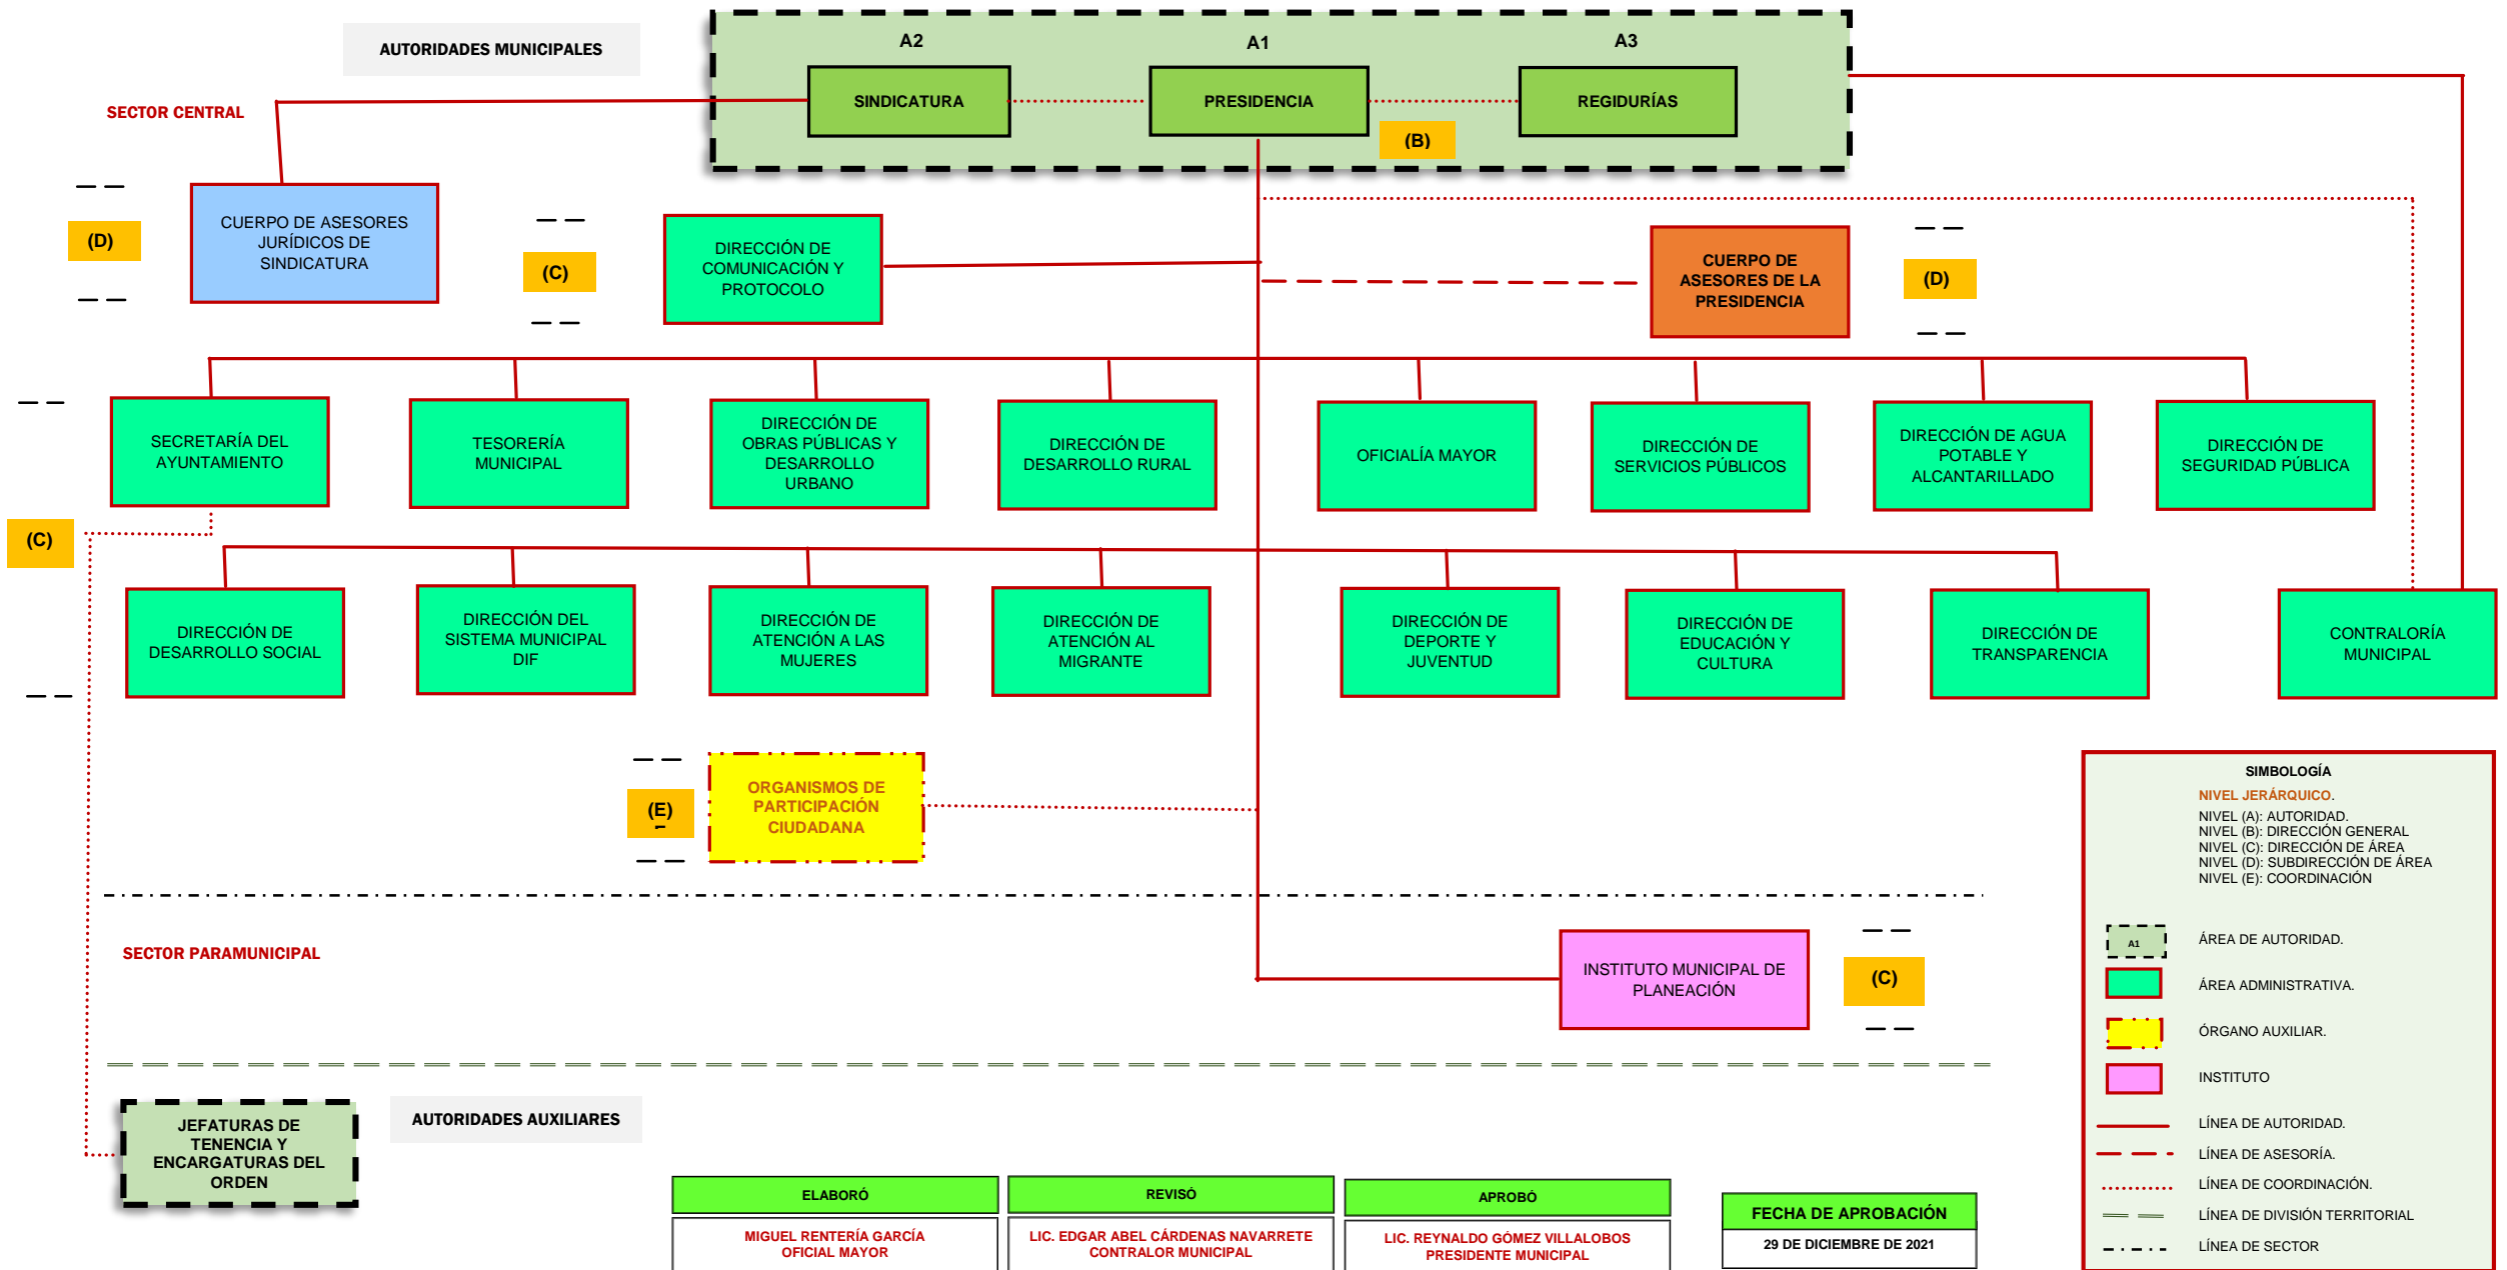 AUTORIDADES MUNICIPALES
A2
A1
A3
SINDICATURA
PRESIDENCIA
REGIDURÍAS
(B)
SECTOR CENTRAL
(D)
CUERPO DE ASESORES
JURÍDICOS DE
SINDICATURA
(C)
DIRECCIÓN DE
COMUNICACIÓN Y
PROTOCOLO
CUERPO DE
ASESORES DE LA
PRESIDENCIA
(D)
SECRETARÍA DEL
AYUNTAMIENTO
TESORERÍA
MUNICIPAL
DIRECCIÓN DE
OBRAS PÚBLICAS Y
DESARROLLO
URBANO
DIRECCIÓN DE
DESARROLLO RURAL
OFICIALÍA MAYOR
DIRECCIÓN DE
SERVICIOS PÚBLICOS
DIRECCIÓN DE AGUA
POTABLE Y
ALCANTARILLADO
DIRECCIÓN DE
SEGURIDAD PÚBLICA
(C)
DIRECCIÓN DE
DESARROLLO SOCIAL
DIRECCIÓN DEL
SISTEMA MUNICIPAL
DIF
DIRECCIÓN DE
ATENCIÓN A LAS
MUJERES
DIRECCIÓN DE
ATENCIÓN AL
MIGRANTE
DIRECCIÓN DE
DEPORTE Y
JUVENTUD
DIRECCIÓN DE
EDUCACIÓN Y
CULTURA
DIRECCIÓN DE
TRANSPARENCIA
CONTRALORÍA
MUNICIPAL
(E)
ORGANISMOS DE
PARTICIPACIÓN
CIUDADANA
SECTOR PARAMUNICIPAL
INSTITUTO MUNICIPAL DE
PLANEACIÓN
(C)
JEFATURAS DE
TENENCIA Y
ENCARGATURAS DEL
ORDEN
AUTORIDADES AUXILIARES
ELABORÓ
MIGUEL RENTERÍA GARCÍA
OFICIAL MAYOR
REVISÓ
LIC. EDGAR ABEL CÁRDENAS NAVARRETE
CONTRALOR MUNICIPAL
APROBÓ
LIC. REYNALDO GÓMEZ VILLALOBOS
PRESIDENTE MUNICIPAL
FECHA DE APROBACIÓN
29 DE DICIEMBRE DE 2021
SIMBOLOGÍA
NIVEL JERÁRQUICO.
NIVEL (A): AUTORIDAD.
NIVEL (B): DIRECCIÓN GENERAL
NIVEL (C): DIRECCIÓN DE ÁREA
NIVEL (D): SUBDIRECCIÓN DE ÁREA
NIVEL (E): COORDINACIÓN
A1
ÁREA DE AUTORIDAD.
ÁREA ADMINISTRATIVA.
ÓRGANO AUXILIAR.
INSTITUTO
LÍNEA DE AUTORIDAD.
LÍNEA DE ASESORÍA.
LÍNEA DE COORDINACIÓN.
LÍNEA DE DIVISIÓN TERRITORIAL
LÍNEA DE SECTOR